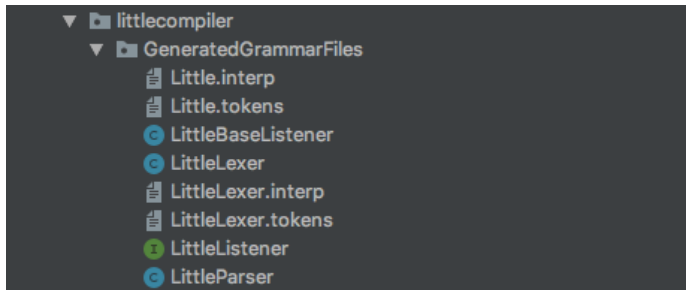 littlecompiler
GeneratedGrammarFiles
Little.interp
Little.tokens
C LittleBaseListener
C LittleLexer
LittleLexer.interp
LittleLexer.tokens
I LittleListener
C LittleParser